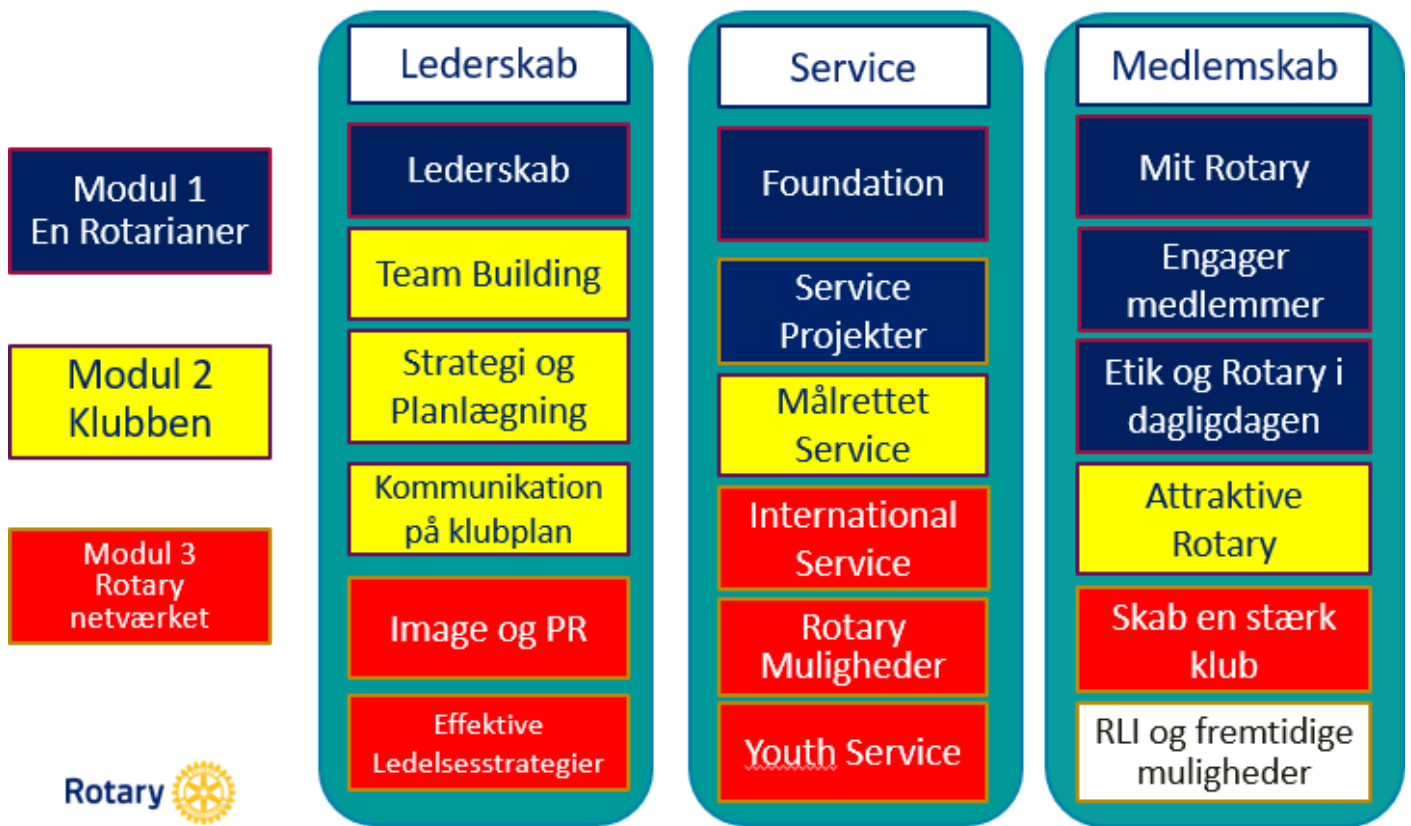 Modul 1
En Rotarianer
Modul 2
Klubben
Modul 3
Rotary
netværket
Rotary
Lederskab
Lederskab
Team Building
Strategi og
Planlægning
Kommunikation
på klubplan
Image og PR
Effektive
Ledelsesstrategier
Service
Foundation
Service
Projekter
Målrettet
Service
International
Service
Rotary
Muligheder
Youth Service
Medlemskab
Mit Rotary
Engager
medlemmer
Etik og Rotary i
dagligdagen
Attraktive
Rotary
Skab en stærk
klub
RLI og fremtidige
muligheder